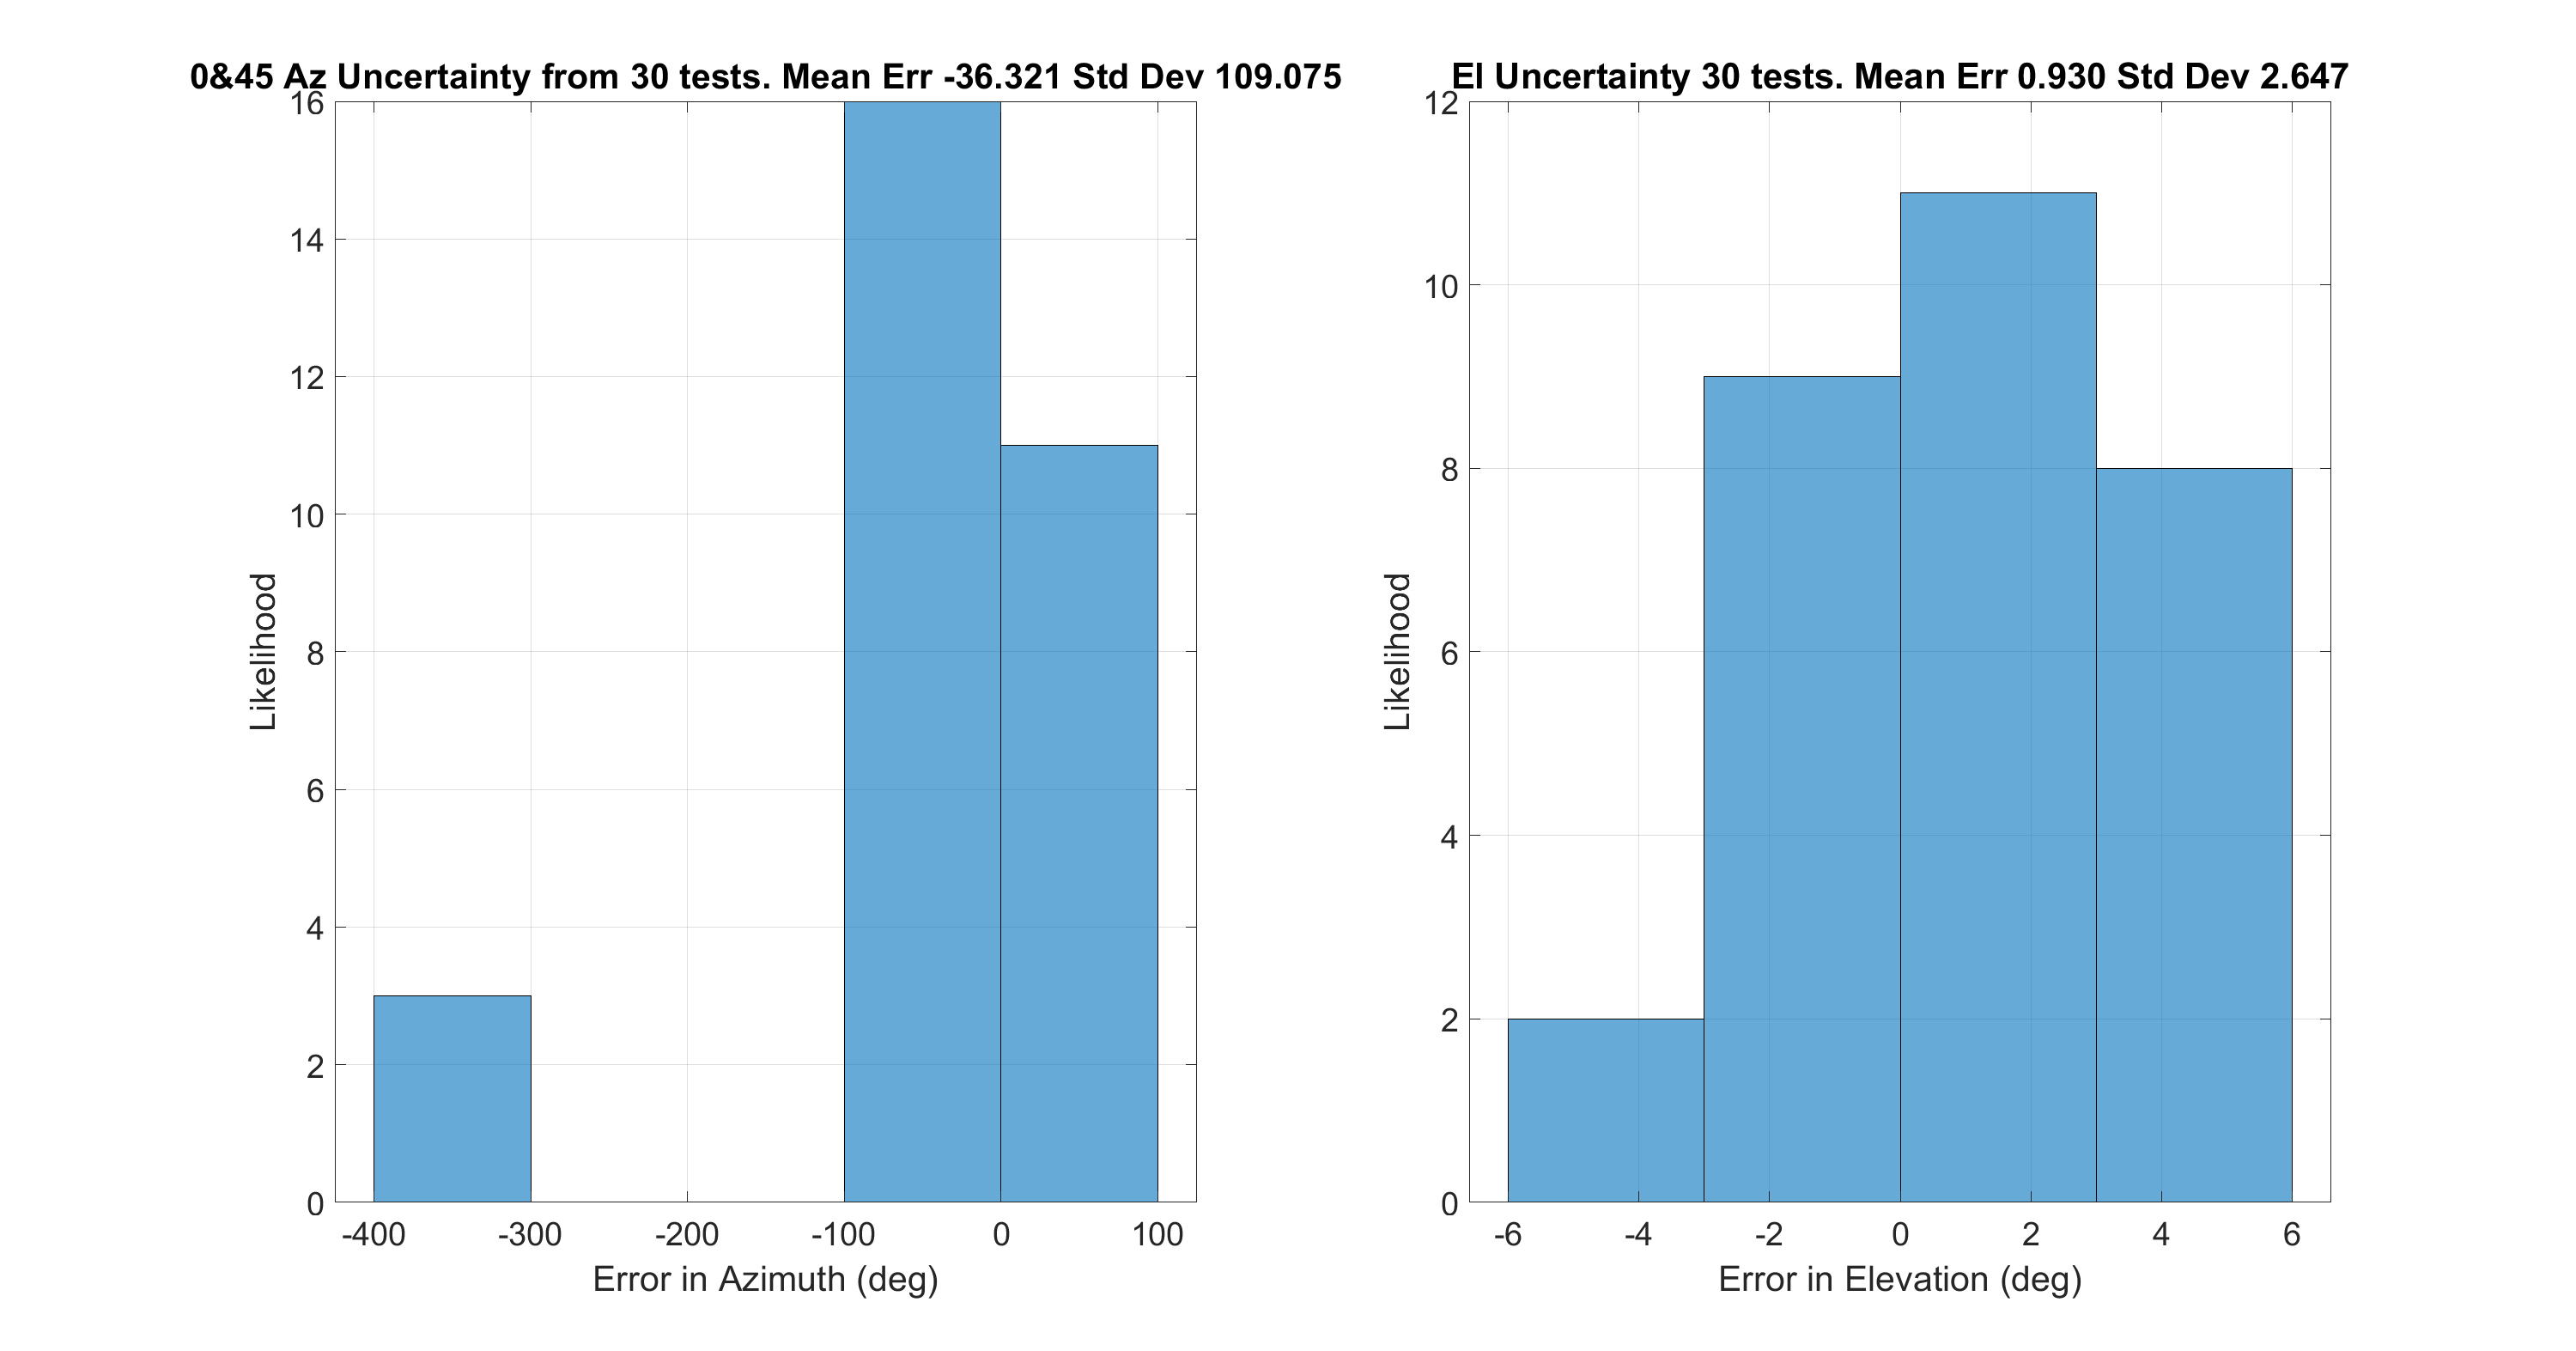 0&45 Az Uncertainty from 30 tests. Mean Err -36.321 Std Dev 109.075
16
14
12
10
8
6
4
2
0
Likelihood
-400 -300 -200 -100 0 100
Error in Azimuth (deg)
El Uncertainty 30 tests. Mean Err 0.930 Std Dev 2.647
12
10
8
6
4
2
0
Likelihood
-6 -4 -2 0 2 4 6
Error in Elevation (deg)